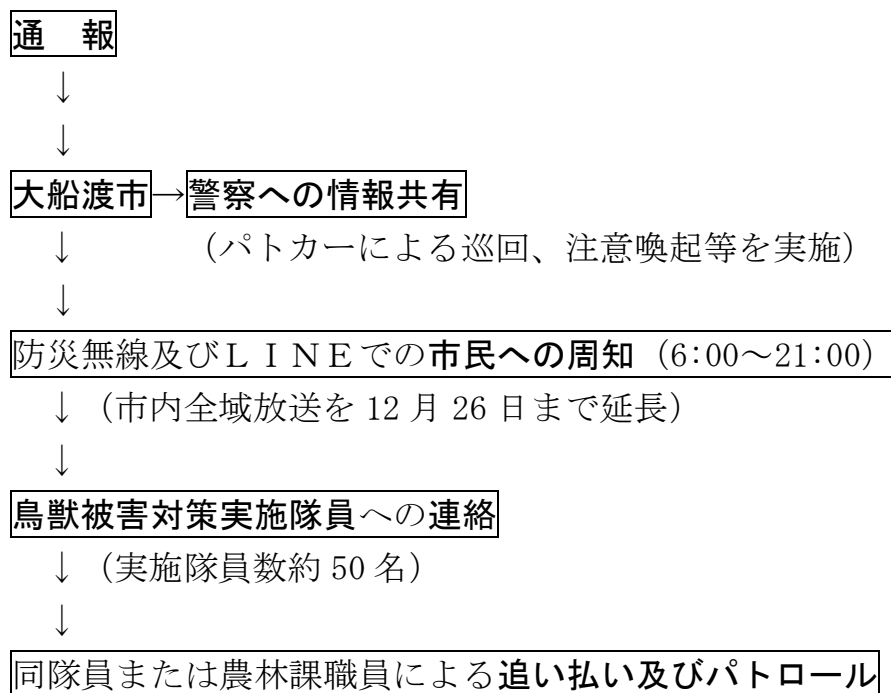 通　報
↓
↓
大船渡市→警察への情報共有
↓　（パトカーによる巡回、注意喚起等を実施）
↓
防災無線及びＬＩＮＥでの市民への周知（6:00～21:00）
↓（市内全域放送を 12 月 26 日まで延長）
↓
鳥獣被害対策実施隊員への連絡
↓（実施隊員数約 50 名）
↓
同隊員または農林課職員による追い払い及びパトロール